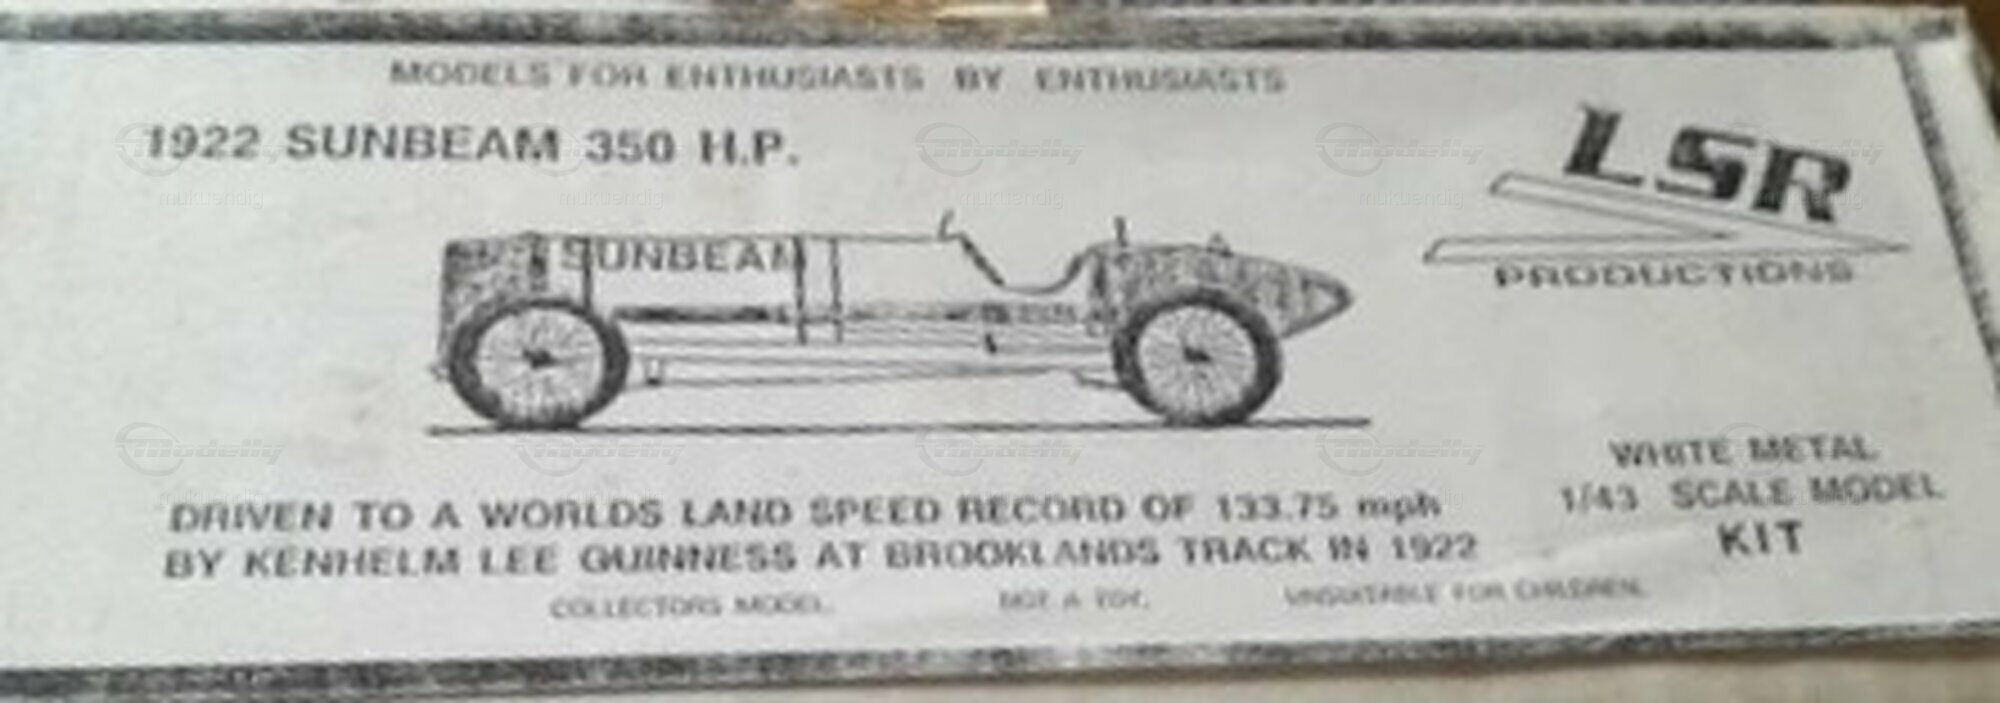 MODELS FOR ENTHUSIASTS BY ENTHUSIASTS
1922 SUNBEAM 350 H.P.
LSR
PRODUCTIONS
SUNBEAM
WHITE METAL
1/43 SCALE MODEL
KIT
DRIVEN TO A WORLDS LAND SPEED RECORD OF 133.75 mph
BY KENHELM LEE GUINNESS AT BROOKLANDS TRACK IN 1922
COLLECTORS MODEL. NOT A TOY. UNSUITABLE FOR CHILDREN.
Modelly
mukuendig